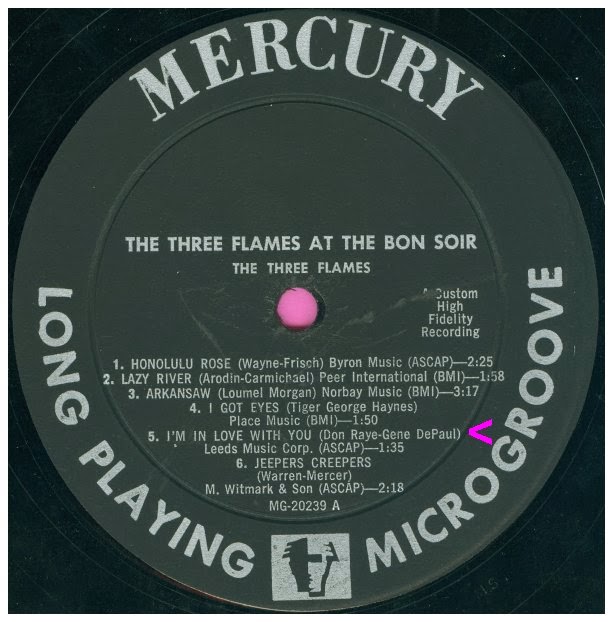 MERCURY
THE THREE FLAMES AT THE BON SOIR
THE THREE FLAMES
A Custom
High
Fidelity
Recording
1. HONOLULU ROSE (Wayne-Frisch) Byron Music (ASCAP)—2:25
2. LAZY RIVER (Arodin-Carmichael) Peer International (BMI)—1:58
3. ARKANSAW (Loumel Morgan) Norbay Music (BMI)—3:17
4. I GOT EYES (Tiger George Haynes)
Place Music (BMI)—1:50
5. I'M IN LOVE WITH YOU (Don Raye-Gene DePaul) <
Leeds Music Corp. (ASCAP)—1:35
6. JEEPERS CREEPERS
(Warren-Mercer)
M. Witmark & Son (ASCAP)—2:18
MG-20239 A
LONG PLAYING
MICROGROOVE